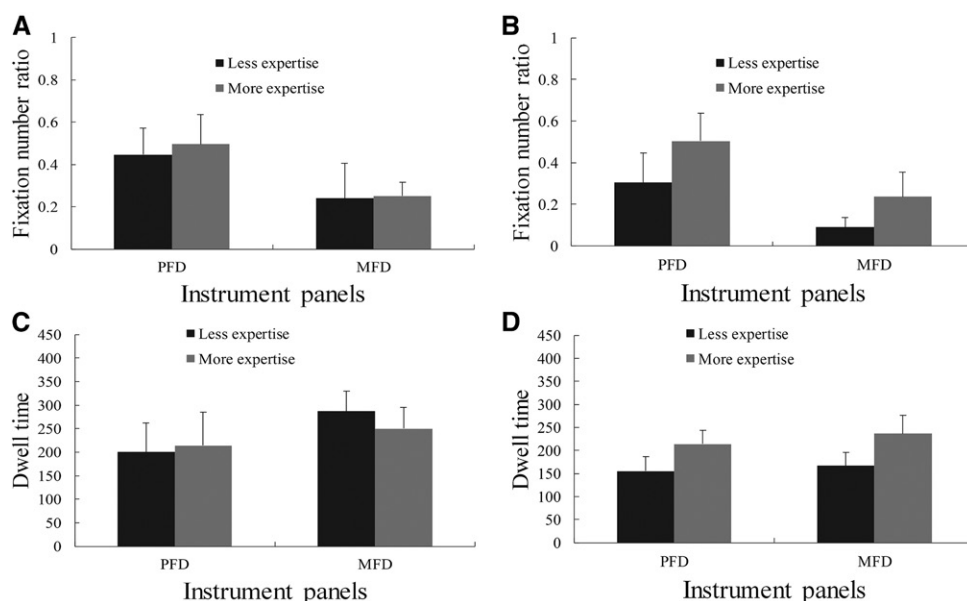 A
Fixation number ratio
1
0.8
0.6
0.4
0.2
0
Less expertise
More expertise
PFD
MFD
Instrument panels
B
Fixation number ratio
1
0.8
0.6
0.4
0.2
0
Less expertise
More expertise
PFD
MFD
Instrument panels
C
Dwell time
450
400
350
300
250
200
150
100
50
0
Less expertise
More expertise
PFD
MFD
Instrument panels
D
Dwell time
450
400
350
300
250
200
150
100
50
0
Less expertise
More expertise
PFD
MFD
Instrument panels